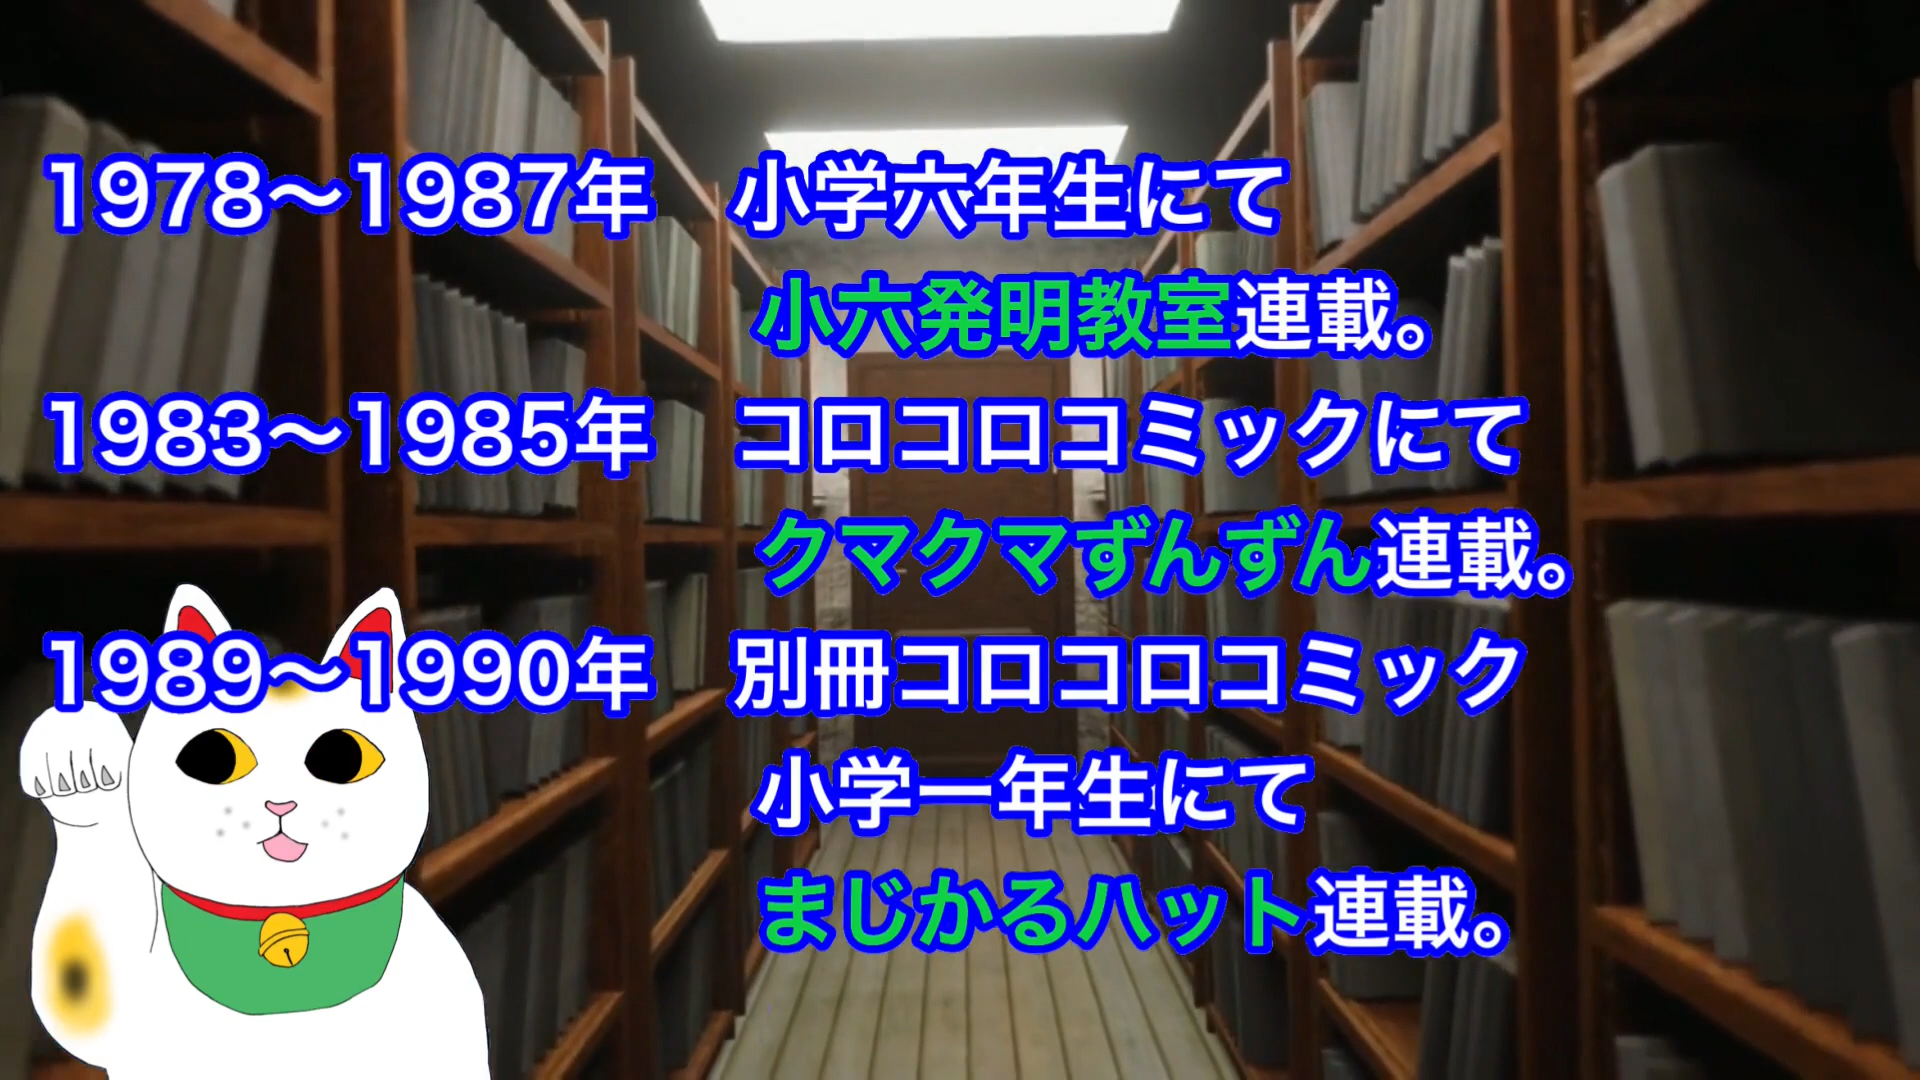 1978〜1987年　小学六年生にて
小六発明教室連載。
1983〜1985年　コロコロコミックにて
クマクマずんずん連載。
1989〜1990年　別冊コロコロコミック
小学一年生にて
まじかるハット連載。